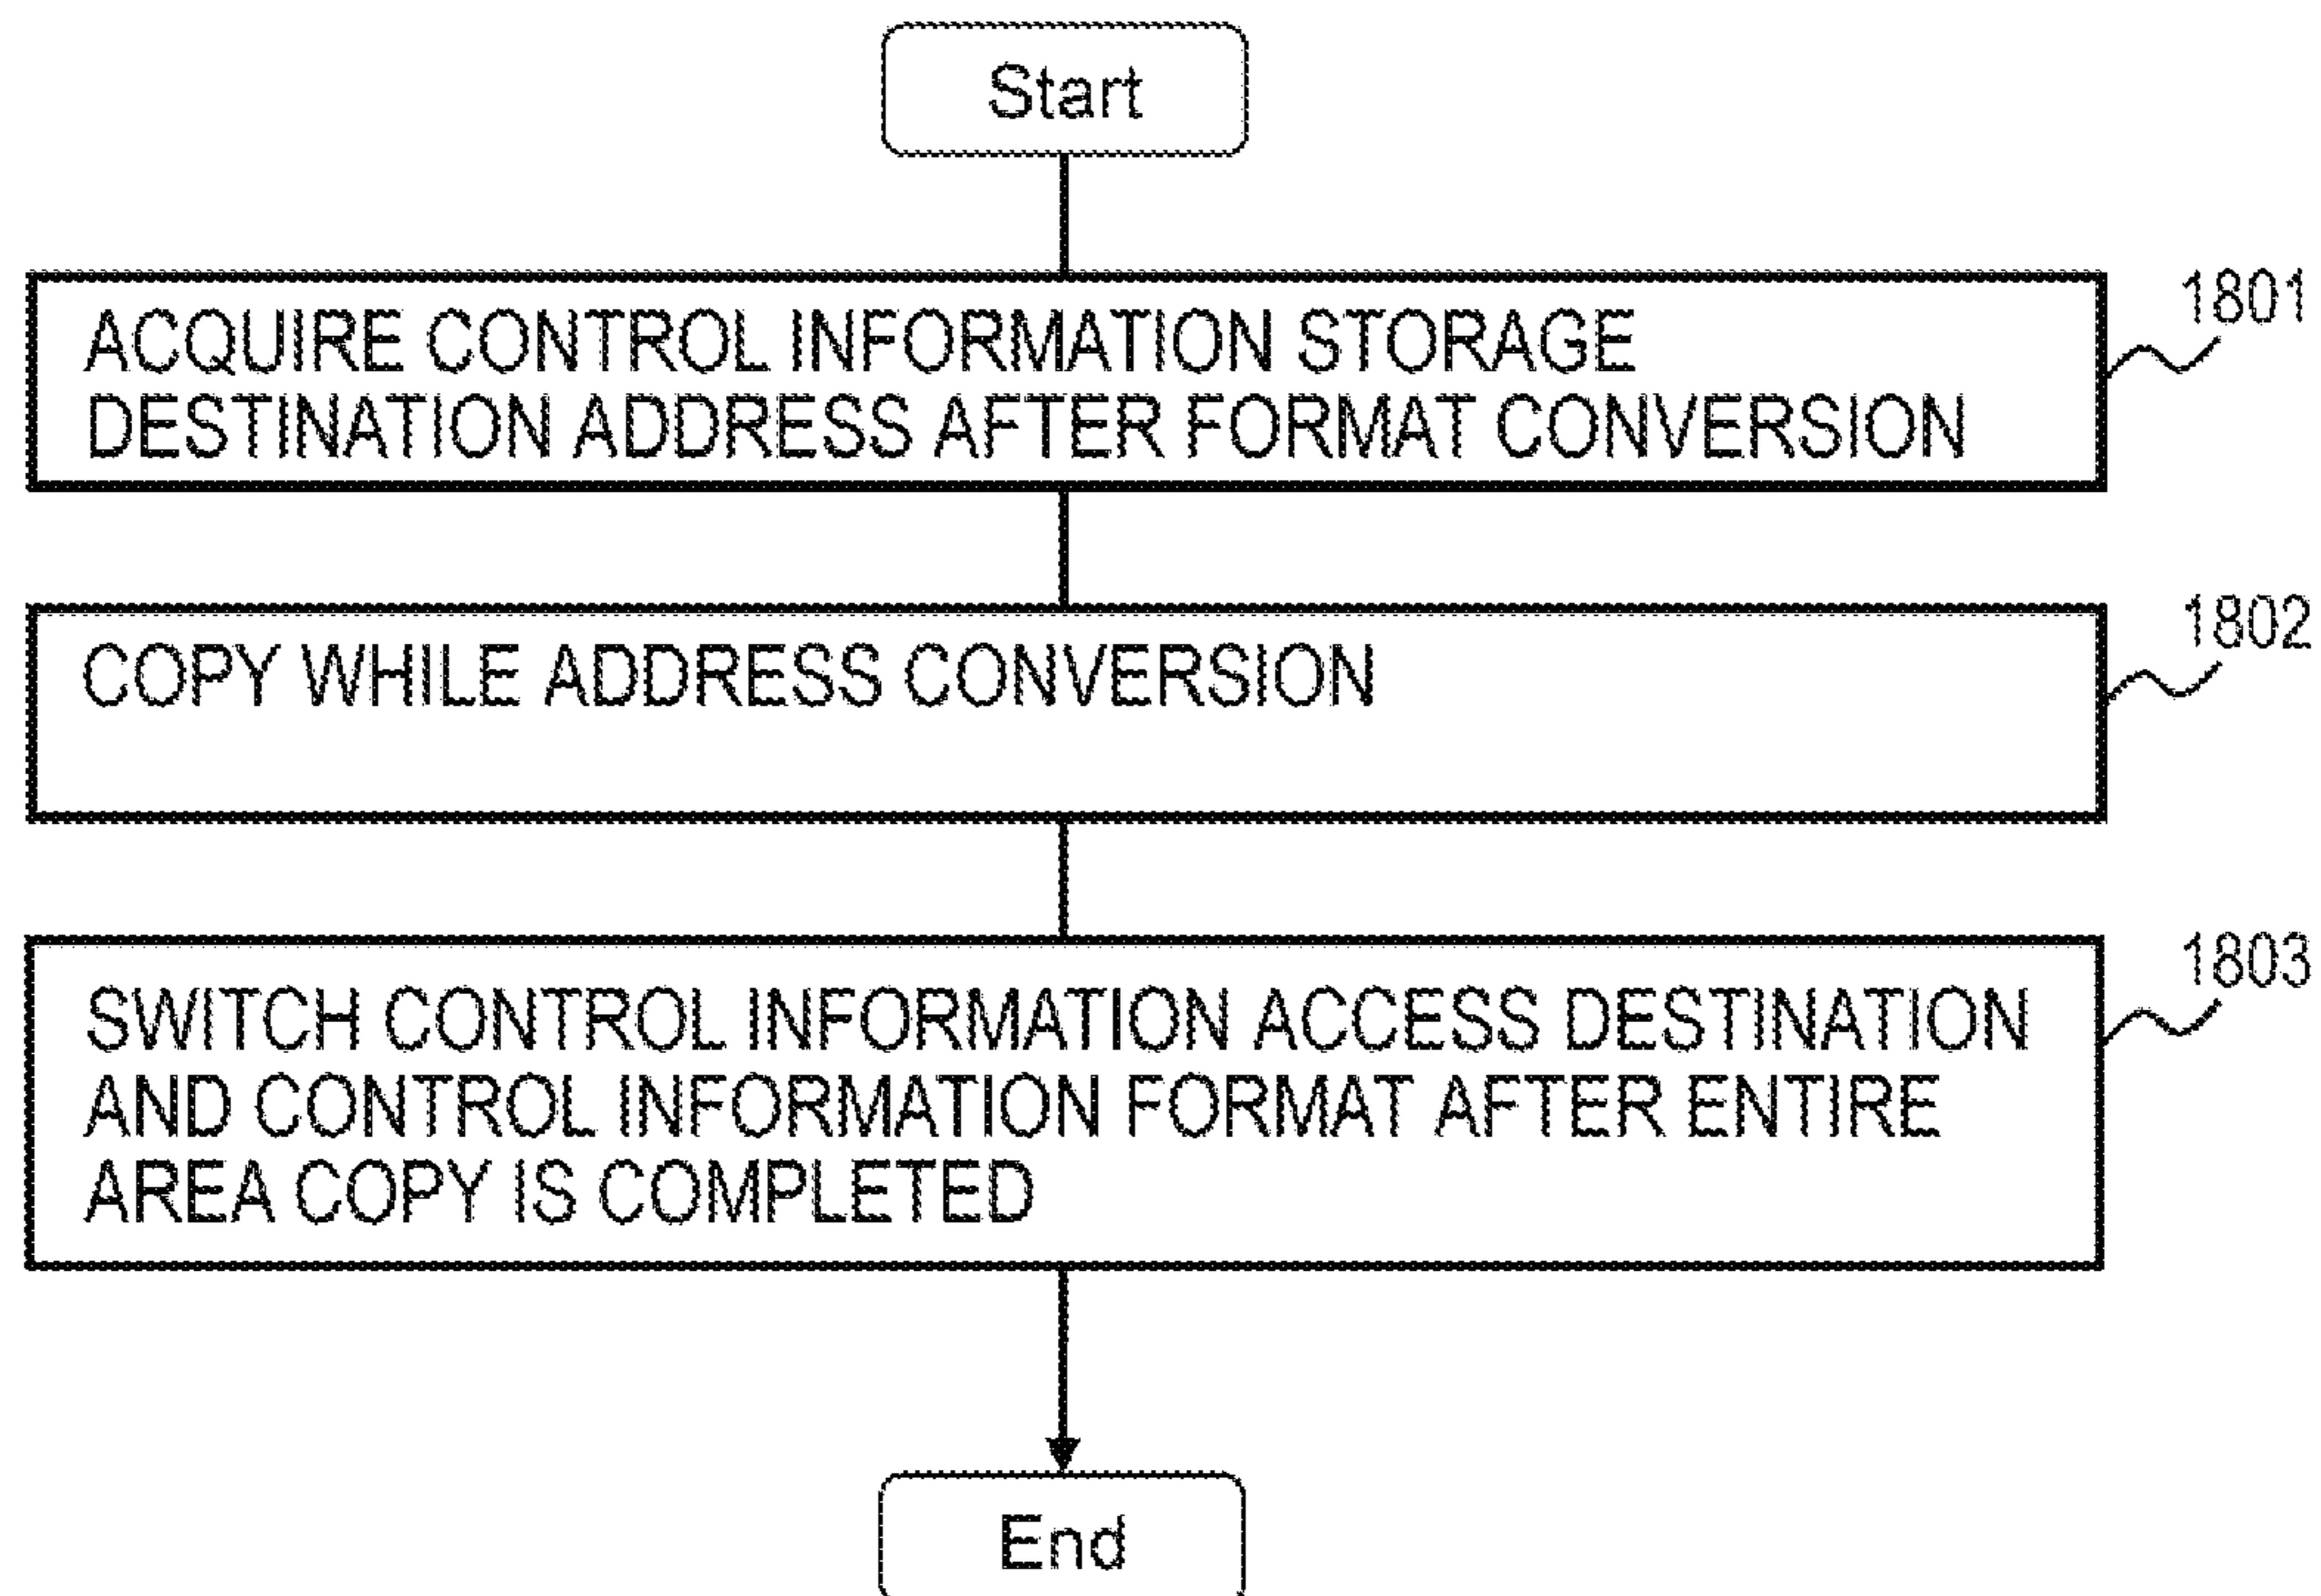 Start
1801
ACQUIRE CONTROL INFORMATION STORAGE
DESTINATION ADDRESS AFTER FORMAT CONVERSION
1802
COPY WHILE ADDRESS CONVERSION
1803
SWITCH CONTROL INFORMATION ACCESS DESTINATION
AND CONTROL INFORMATION FORMAT AFTER ENTIRE
AREA COPY IS COMPLETED
End